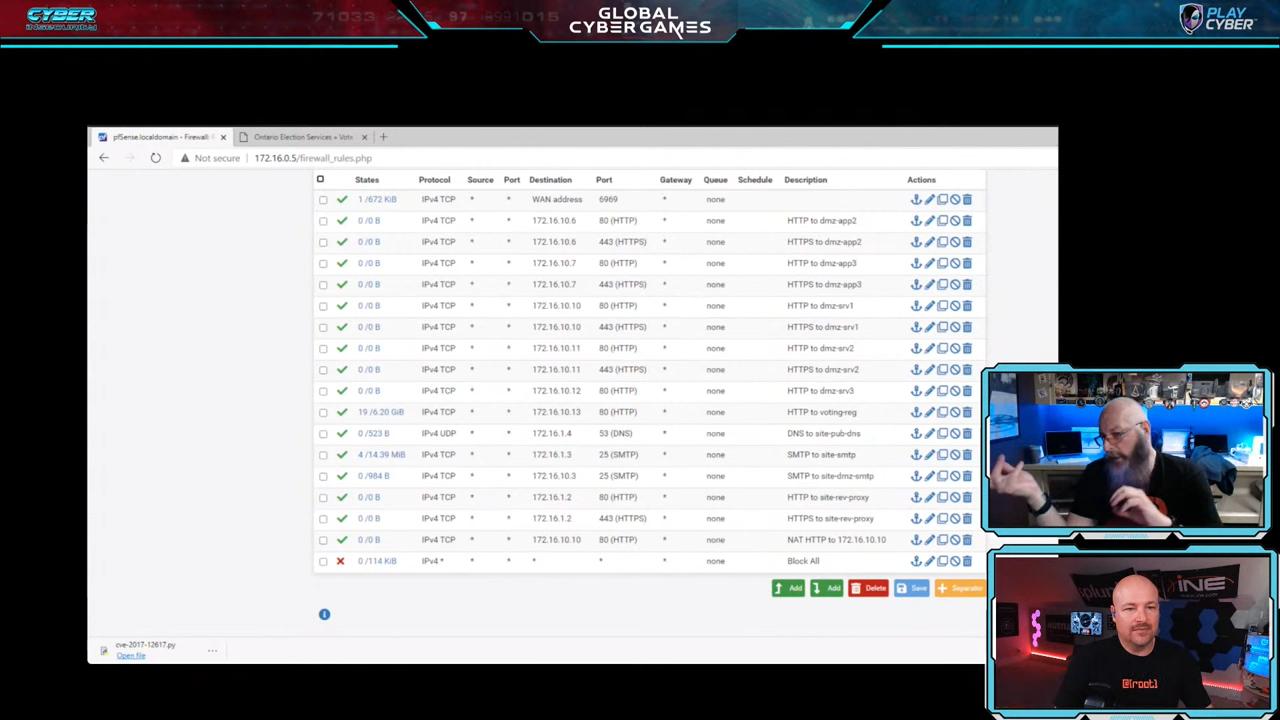 CYBER
INSECURITY
GLOBAL
CYBER GAMES
PLAY
CYBER
pfSense.localdomain - Firewall:
Ontario Election Services » Vote
Not secure 172.16.0.5/firewall_rules.php
States Protocol Source Port Destination Port Gateway Queue Schedule Description Actions
1 /672 KiB IPv4 TCP * * WAN address 6969 * none
0 /0 B IPv4 TCP * * 172.16.10.6 80 (HTTP) * none HTTP to dmz-app2
0 /0 B IPv4 TCP * * 172.16.10.6 443 (HTTPS) * none HTTPS to dmz-app2
0 /0 B IPv4 TCP * * 172.16.10.7 80 (HTTP) * none HTTP to dmz-app3
0 /0 B IPv4 TCP * * 172.16.10.7 443 (HTTPS) * none HTTPS to dmz-app3
0 /0 B IPv4 TCP * * 172.16.10.10 80 (HTTP) * none HTTP to dmz-srv1
0 /0 B IPv4 TCP * * 172.16.10.10 443 (HTTPS) * none HTTPS to dmz-srv1
0 /0 B IPv4 TCP * * 172.16.10.11 80 (HTTP) * none HTTP to dmz-srv2
0 /0 B IPv4 TCP * * 172.16.10.11 443 (HTTPS) * none HTTPS to dmz-srv2
0 /0 B IPv4 TCP * * 172.16.10.12 80 (HTTP) * none HTTP to dmz-srv3
19 /6.20 GiB IPv4 TCP * * 172.16.10.13 80 (HTTP) * none HTTP to voting-reg
0 /523 B IPv4 UDP * * 172.16.1.4 53 (DNS) * none DNS to site-pub-dns
4 /14.39 MiB IPv4 TCP * * 172.16.1.3 25 (SMTP) * none SMTP to site-smtp
0 /984 B IPv4 TCP * * 172.16.10.3 25 (SMTP) * none SMTP to site-dmz-smtp
0 /0 B IPv4 TCP * * 172.16.1.2 80 (HTTP) * none HTTP to site-rev-proxy
0 /0 B IPv4 TCP * * 172.16.1.2 443 (HTTPS) * none HTTPS to site-rev-proxy
0 /0 B IPv4 TCP * * 172.16.10.10 80 (HTTP) * none NAT HTTP to 172.16.10.10
0 /114 KiB IPv4 * * * * * * none Block All
Add Add Delete Save Separator
cve-2017-12617.py
Open file
INE
@[root]